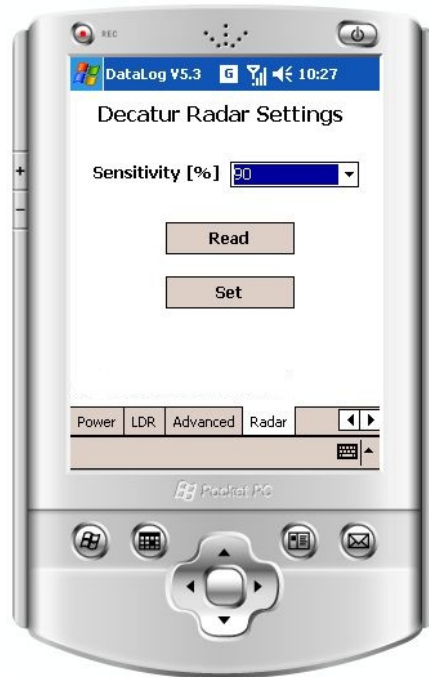 REC
DataLog V5.3 G 10:27
Decatur Radar Settings
Sensitivity [%] 90
Read
Set
Power LDR Advanced Radar
Pocket PC